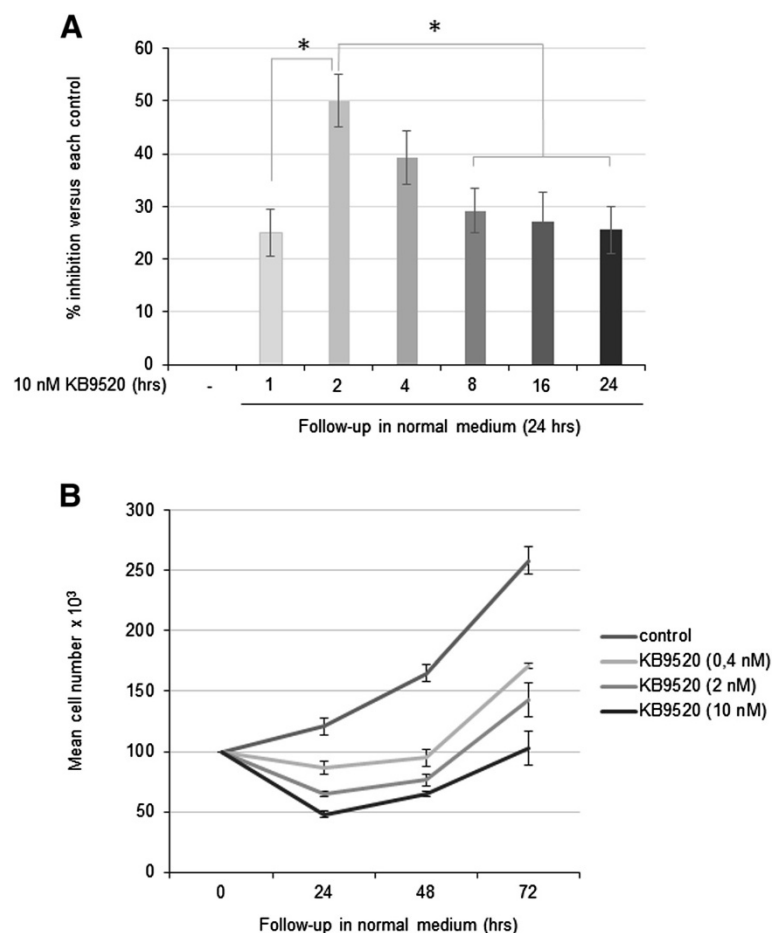 A
*
*
60
50
40
30
20
10
0
% inhibition versus each control
10 nM KB9520 (hrs) - 1 2 4 8 16 24
Follow-up in normal medium (24 hrs)
B
300
250
200
150
100
50
0
Mean cell number x 10³
control
KB9520 (0,4 nM)
KB9520 (2 nM)
KB9520 (10 nM)
0 24 48 72
Follow-up in normal medium (hrs)